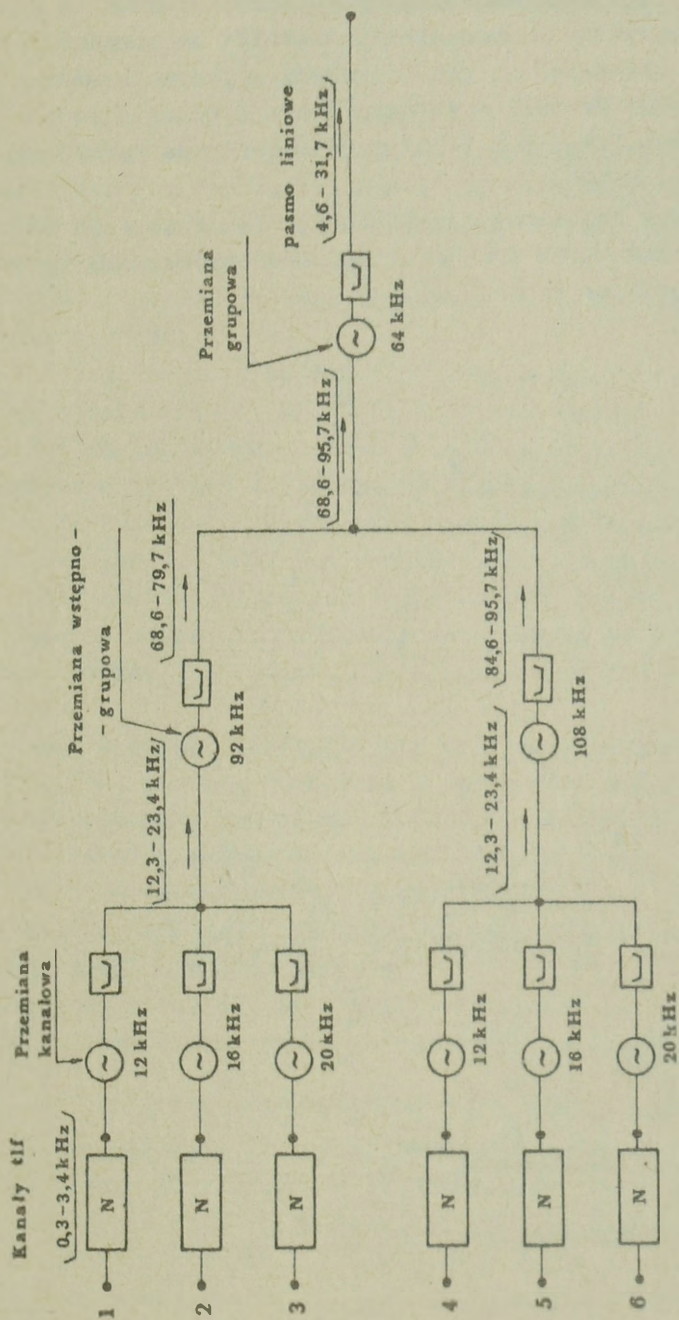 Kanały tlf
0,3-3,4kHz
Przemiana
kanałowa
Przemiana wstępno -
- grupowa
Przemiana
grupowa
pasmo liniowe
4,6 - 31,7 kHz
1
N
12 kHz
2
N
16 kHz
3
N
20 kHz
12,3 - 23,4 kHz
92 kHz
68,6 - 79,7 kHz
68,6 - 95,7 kHz
64 kHz
4
N
12 kHz
5
N
16 kHz
6
N
20 kHz
12,3 - 23,4 kHz
108 kHz
84,6 - 95,7 kHz